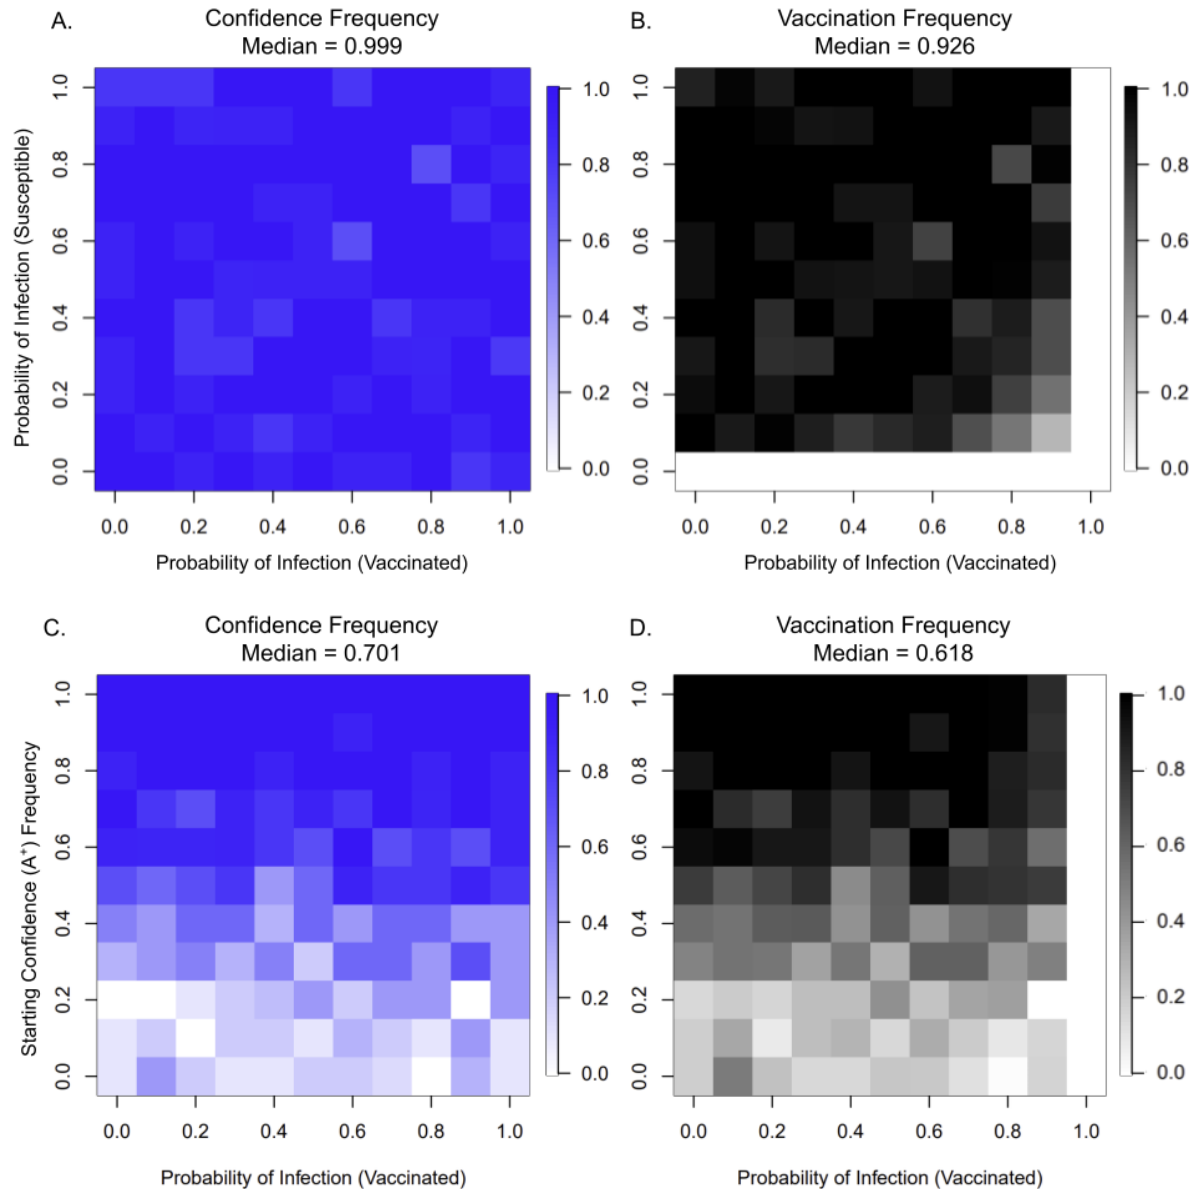 A.
Confidence Frequency
Median = 0.999
Probability of Infection (Susceptible)
1.0
0.8
0.6
0.4
0.2
0.0
0.0 0.2 0.4 0.6 0.8 1.0
Probability of Infection (Vaccinated)
1.0
0.8
0.6
0.4
0.2
0.0
B.
Vaccination Frequency
Median = 0.926
1.0
0.8
0.6
0.4
0.2
0.0
0.0 0.2 0.4 0.6 0.8 1.0
Probability of Infection (Vaccinated)
1.0
0.8
0.6
0.4
0.2
0.0
C.
Confidence Frequency
Median = 0.701
Starting Confidence (A⁺) Frequency
1.0
0.8
0.6
0.4
0.2
0.0
0.0 0.2 0.4 0.6 0.8 1.0
Probability of Infection (Vaccinated)
1.0
0.8
0.6
0.4
0.2
0.0
D.
Vaccination Frequency
Median = 0.618
1.0
0.8
0.6
0.4
0.2
0.0
0.0 0.2 0.4 0.6 0.8 1.0
Probability of Infection (Vaccinated)
1.0
0.8
0.6
0.4
0.2
0.0